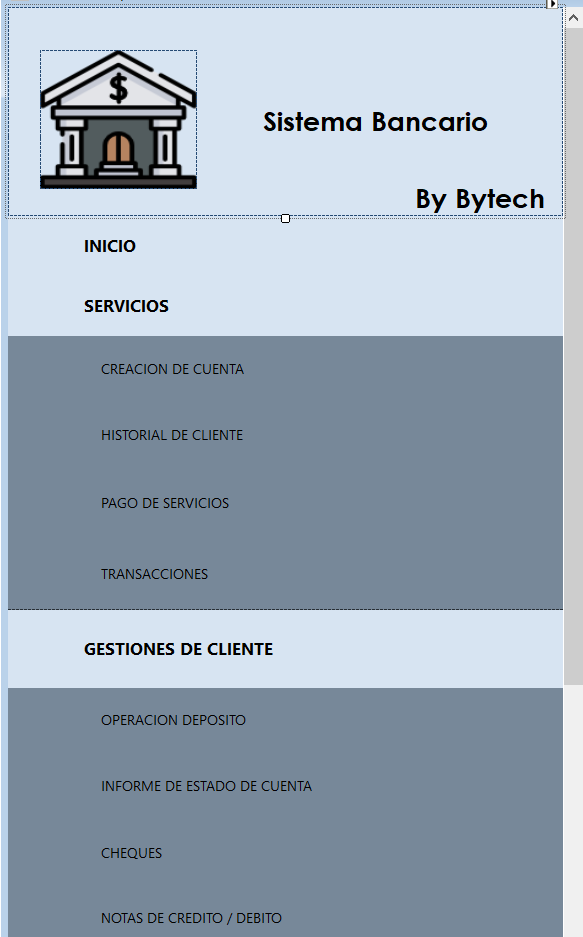 $
Sistema Bancario
By Bytech
INICIO
SERVICIOS
CREACION DE CUENTA
HISTORIAL DE CLIENTE
PAGO DE SERVICIOS
TRANSACCIONES
GESTIONES DE CLIENTE
OPERACION DEPOSITO
INFORME DE ESTADO DE CUENTA
CHEQUES
NOTAS DE CREDITO / DEBITO